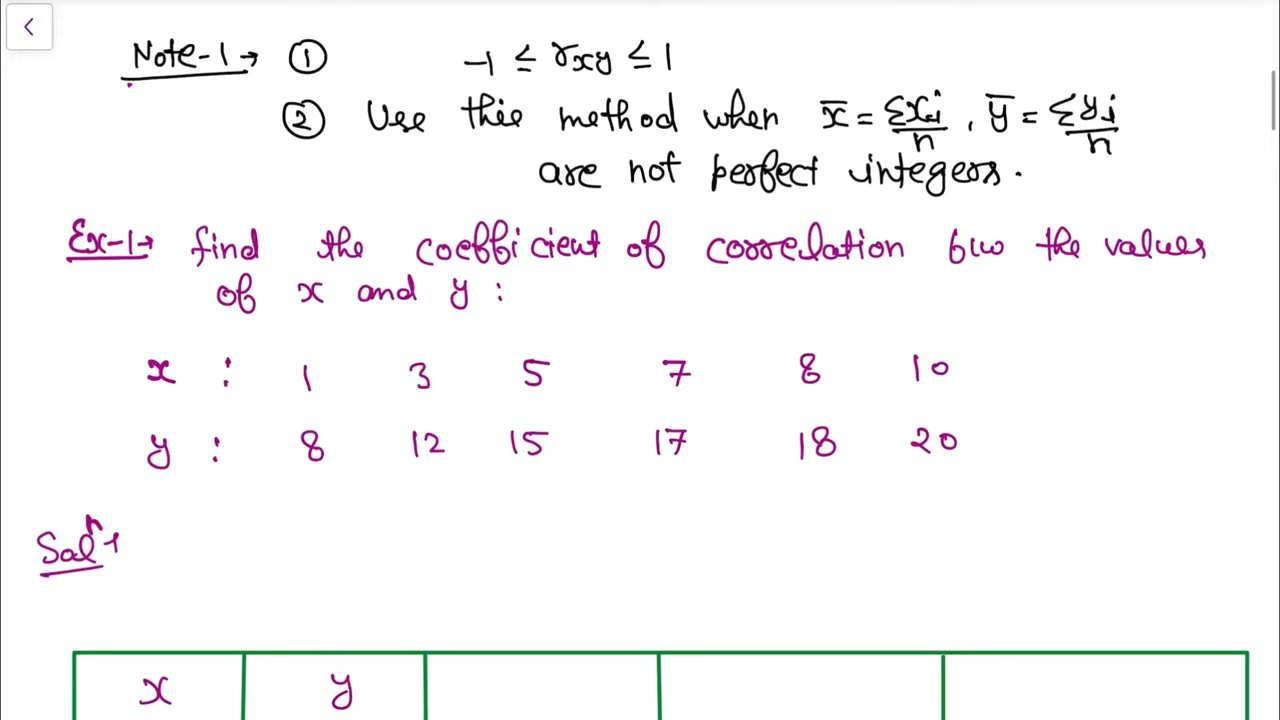 Note-1→ ① -1 ≤ rxy ≤ 1
② Use this method when x̄ = Σxi/n , ȳ = Σyi/n
are not perfect integers.
Ex-1→ find the coefficient of correlation b/w the values
of x and y :
x : 1 3 5 7 8 10
y : 8 12 15 17 18 20
Solⁿ→
x y